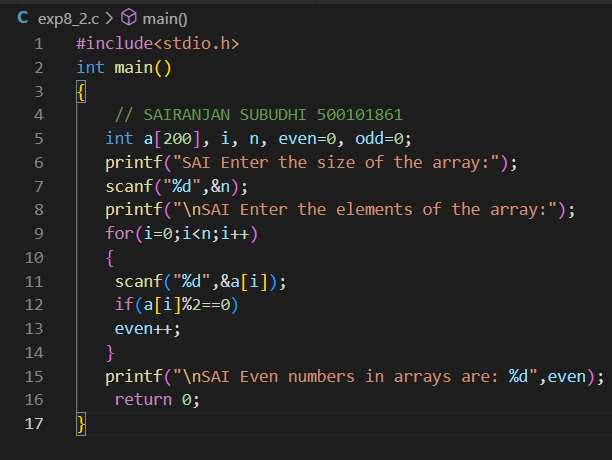 exp8_2.c > main()
1 #include<stdio.h>
2 int main()
3 {
4 // SAIRANJAN SUBUDHI 500101861
5 int a[200], i, n, even=0, odd=0;
6 printf("SAI Enter the size of the array:");
7 scanf("%d",&n);
8 printf("\nSAI Enter the elements of the array:");
9 for(i=0;i<n;i++)
10 {
11 scanf("%d",&a[i]);
12 if(a[i]%2==0)
13 even++;
14 }
15 printf("\nSAI Even numbers in arrays are: %d",even);
16 return 0;
17 }